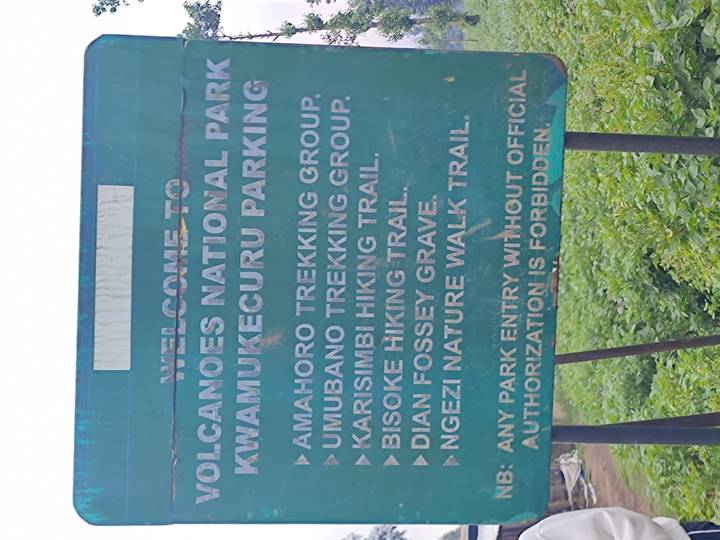 WELCOME TO
VOLCANOES NATIONAL PARK
KWAMUKECURU PARKING
AMAHORO TREKKING GROUP.
UMUBANO TREKKING GROUP.
KARISIMBI HIKING TRAIL.
BISOKE HIKING TRAIL.
DIAN FOSSEY GRAVE.
NGEZI NATURE WALK TRAIL.
NB: ANY PARK ENTRY WITHOUT OFFICIAL
AUTHORIZATION IS FORBIDDEN.